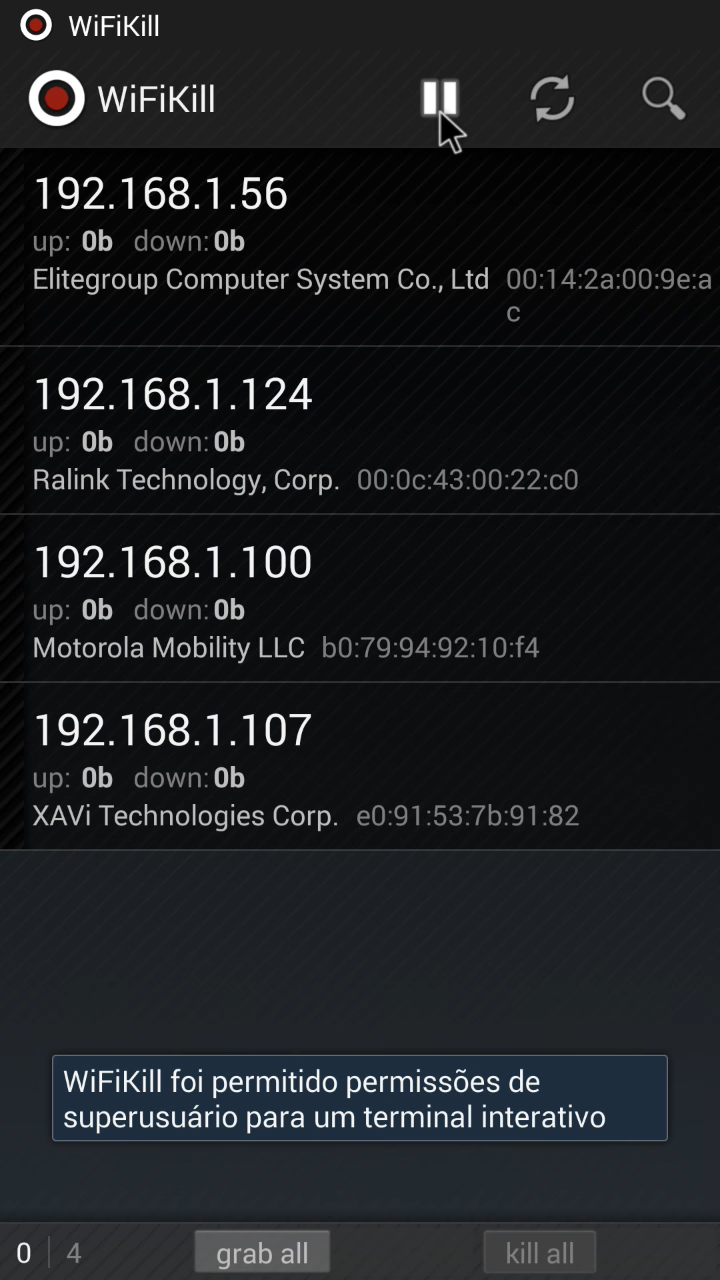 WiFiKill
WiFiKill
192.168.1.56
up: 0b down: 0b
Elitegroup Computer System Co., Ltd 00:14:2a:00:9e:a
c
192.168.1.124
up: 0b down: 0b
Ralink Technology, Corp. 00:0c:43:00:22:c0
192.168.1.100
up: 0b down: 0b
Motorola Mobility LLC b0:79:94:92:10:f4
192.168.1.107
up: 0b down: 0b
XAVi Technologies Corp. e0:91:53:7b:91:82
WiFiKill foi permitido permissões de
superusuário para um terminal interativo
0 4 grab all kill all